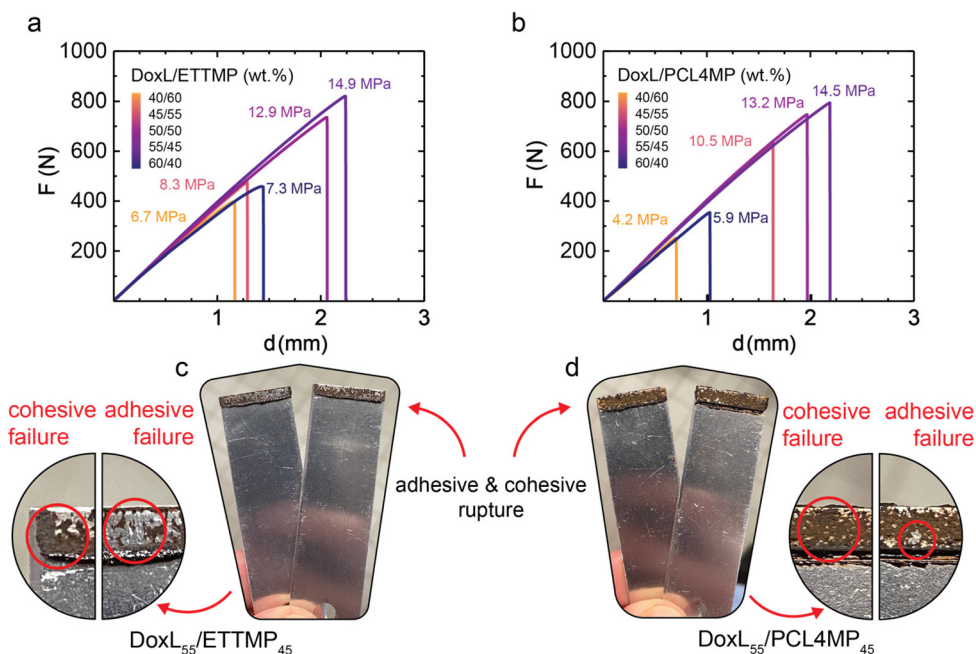 a
1000
800
600
400
200
F (N)
DoxL/ETTMP (wt.%)
40/60
45/55
50/50
55/45
60/40
14.9 MPa
12.9 MPa
8.3 MPa
7.3 MPa
6.7 MPa
1
2
3
d (mm)
b
1000
800
600
400
200
F (N)
DoxL/PCL4MP (wt.%)
40/60
45/55
50/50
55/45
60/40
14.5 MPa
13.2 MPa
10.5 MPa
4.2 MPa
5.9 MPa
1
2
3
d (mm)
c
cohesive
failure
adhesive
failure
DoxL55/ETTMP45
adhesive & cohesive
rupture
d
cohesive
failure
adhesive
failure
DoxL55/PCL4MP45